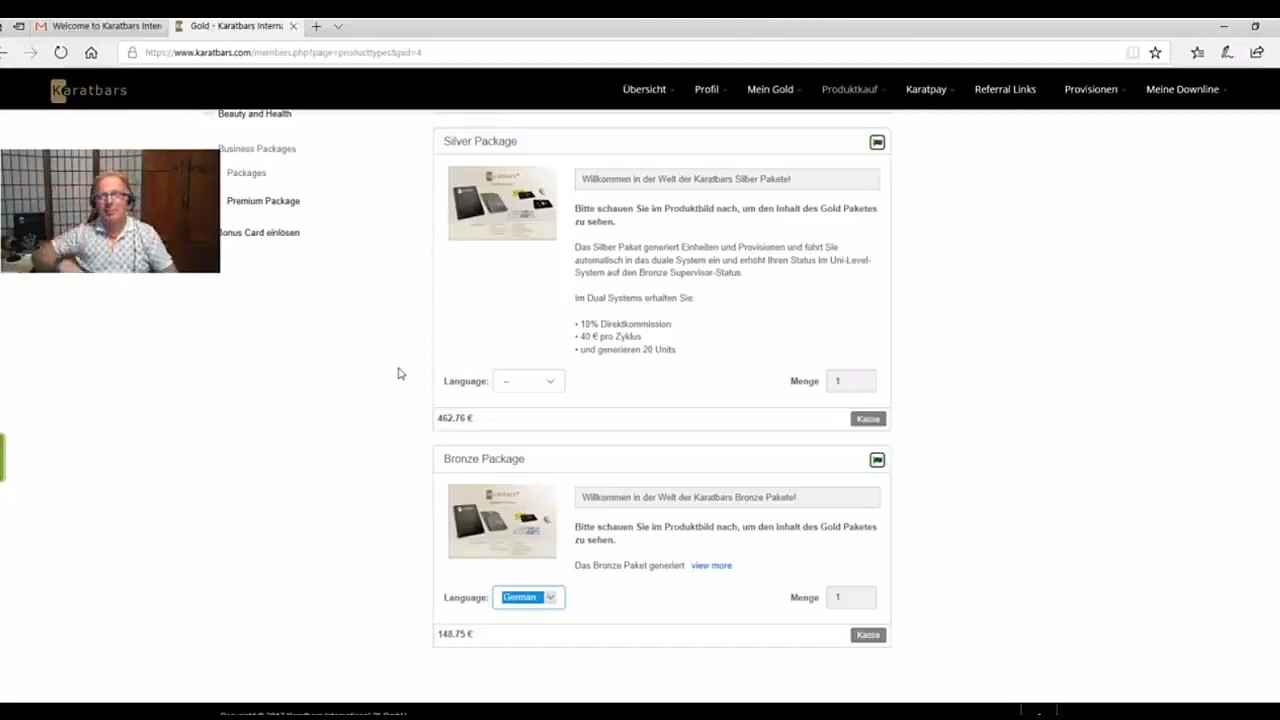 Welcome to Karatbars Inter
Gold - Karatbars Interna
https://www.karatbars.com/members.php?page=producttypes&pid=4
Karatbars
Übersicht
Profil
Mein Gold
Produktkauf
Karatpay
Referral Links
Provisionen
Meine Downline
Beauty and Health
Business Packages
Packages
Premium Package
Bonus Card einlösen
Silver Package
Willkommen in der Welt der Karatbars Silber Pakete!
Bitte schauen Sie im Produktbild nach, um den Inhalt des Gold Paketes
zu sehen.
Das Silber Paket generiert Einheiten und Provisionen und führt Sie
automatisch in das duale System ein und erhöht Ihren Status im Uni-Level-
System auf den Bronze Supervisor-Status.
Im Dual Systems erhalten Sie:
• 10% Direktkommission
• 40 € pro Zyklus
• und generieren 20 Units
Language: --
Menge 1
462.76 €
Kasse
Bronze Package
Willkommen in der Welt der Karatbars Bronze Pakete!
Bitte schauen Sie im Produktbild nach, um den Inhalt des Gold Paketes
zu sehen.
Das Bronze Paket generiert view more
Language: German
Menge 1
148.75 €
Kasse